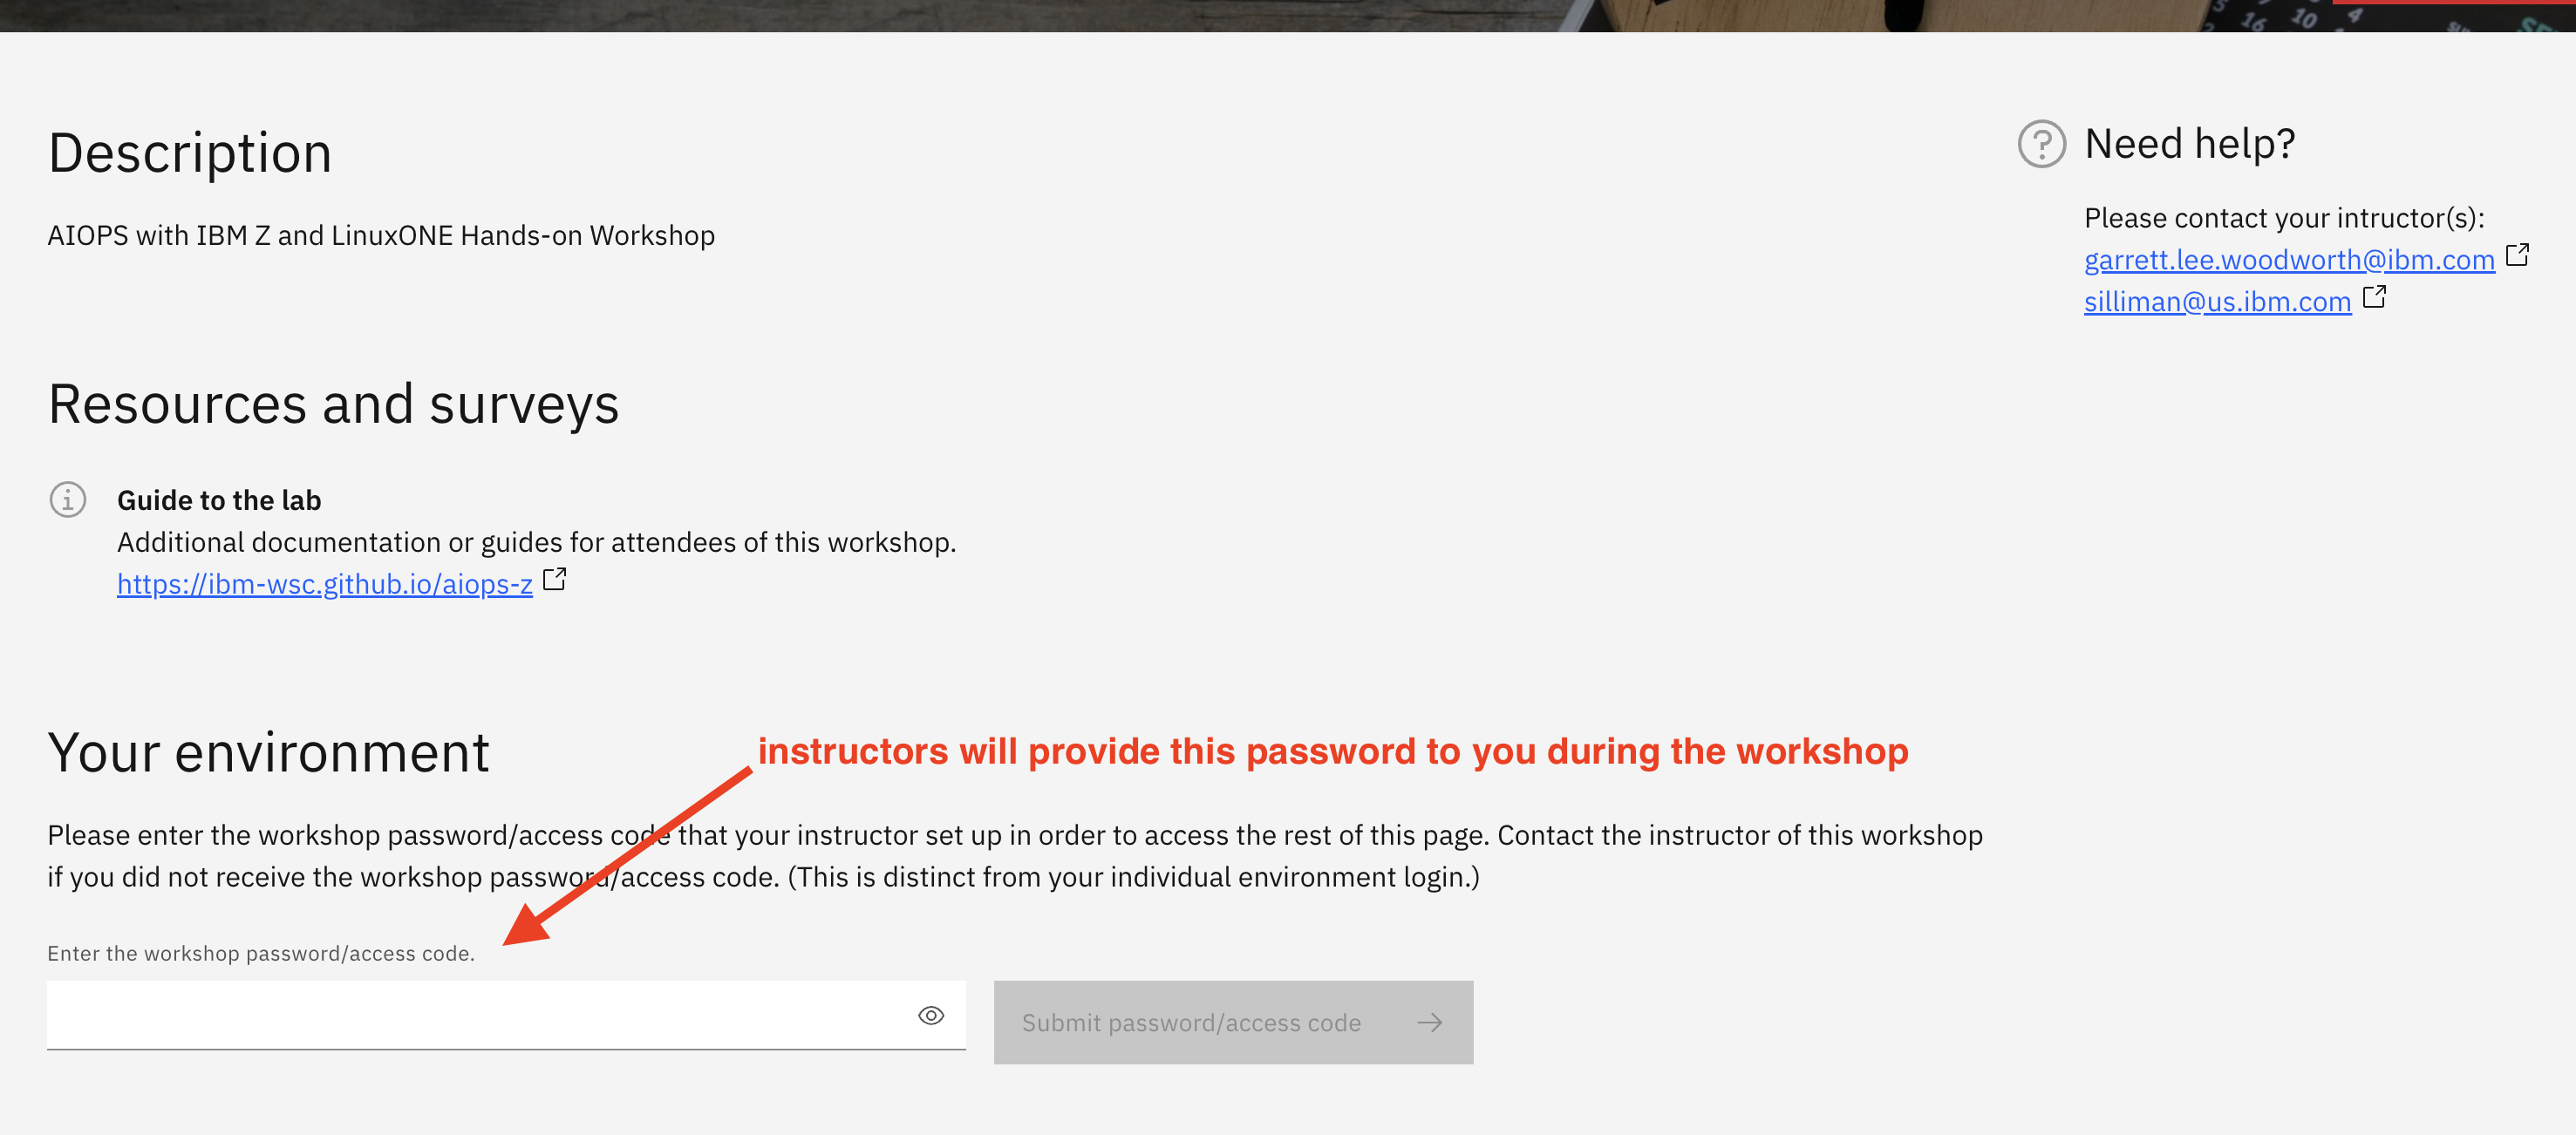 5
16
10
4
Description
AIOPS with IBM Z and LinuxONE Hands-on Workshop
Need help?
Please contact your intructor(s):
garrett.lee.woodworth@ibm.com
silliman@us.ibm.com
Resources and surveys
Guide to the lab
Additional documentation or guides for attendees of this workshop.
https://ibm-wsc.github.io/aiops-z
Your environment
instructors will provide this password to you during the workshop
Please enter the workshop password/access code that your instructor set up in order to access the rest of this page. Contact the instructor of this workshop
if you did not receive the workshop password/access code. (This is distinct from your individual environment login.)
Enter the workshop password/access code.
Submit password/access code